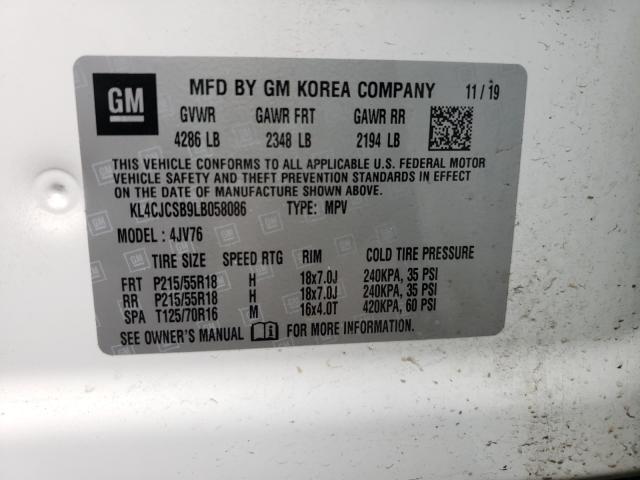 GM
MFD BY GM KOREA COMPANY 11/19
GVWR GAWR FRT GAWR RR
4286 LB 2348 LB 2194 LB
THIS VEHICLE CONFORMS TO ALL APPLICABLE U.S. FEDERAL MOTOR
VEHICLE SAFETY AND THEFT PREVENTION STANDARDS IN EFFECT ON
THE DATE OF MANUFACTURE SHOWN ABOVE.
KL4CJCSB9LB058086 TYPE: MPV
MODEL: 4JV76
TIRE SIZE SPEED RTG RIM COLD TIRE PRESSURE
FRT P215/55R18 H 18x7.0J 240KPA, 35 PSI
RR P215/55R18 H 18x7.0J 240KPA, 35 PSI
SPA T125/70R16 M 16x4.0T 420KPA, 60 PSI
SEE OWNER'S MANUAL FOR MORE INFORMATION